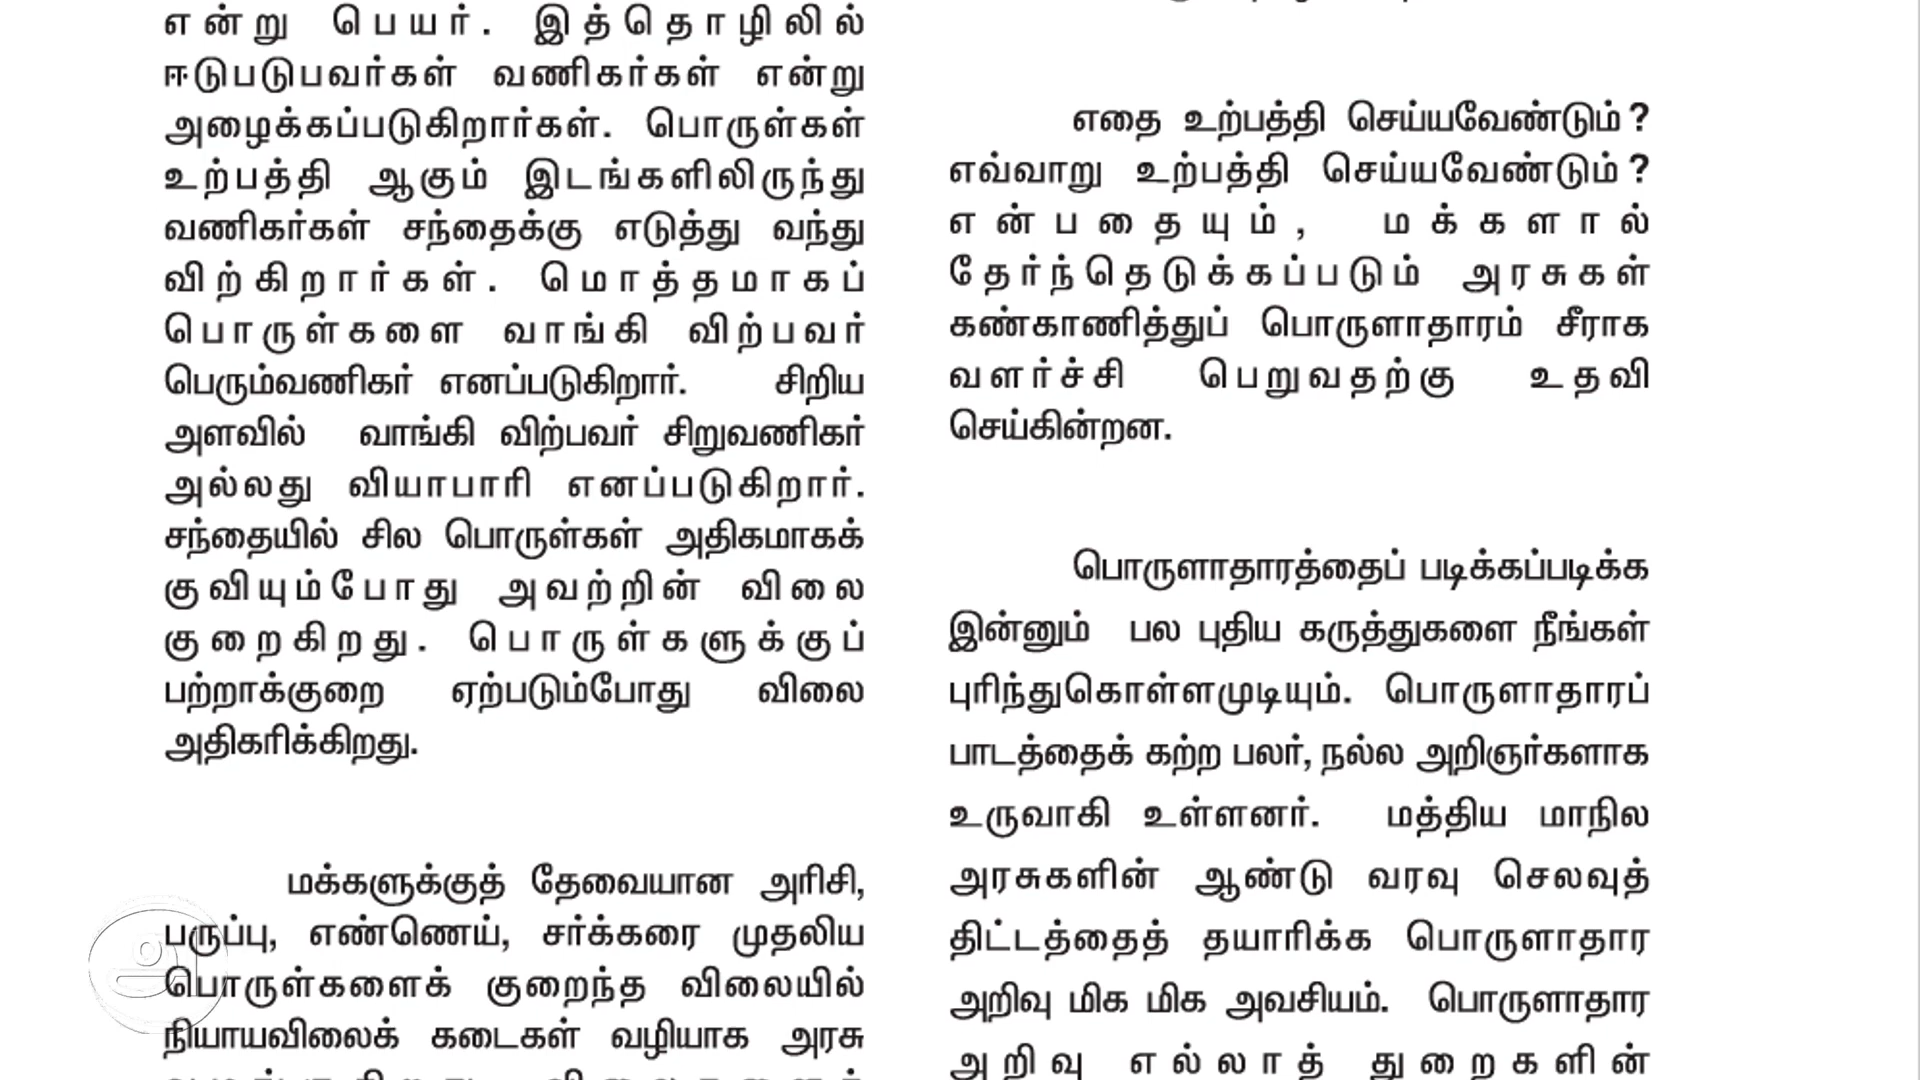 என்று பெயர். இத்தொழிலில்
ஈடுபடுபவர்கள் வணிகர்கள் என்று
அழைக்கப்படுகிறார்கள். பொருள்கள்
உற்பத்தி ஆகும் இடங்களிலிருந்து
வணிகர்கள் சந்தைக்கு எடுத்து வந்து
விற்கிறார்கள். மொத்தமாகப்
பொருள்களை வாங்கி விற்பவர்
பெரும்வணிகர் எனப்படுகிறார். சிறிய
அளவில் வாங்கி விற்பவர் சிறுவணிகர்
அல்லது வியாபாரி எனப்படுகிறார்.
சந்தையில் சில பொருள்கள் அதிகமாகக்
குவியும்போது அவற்றின் விலை
குறைகிறது. பொருள்களுக்குப்
பற்றாக்குறை ஏற்படும்போது விலை
அதிகரிக்கிறது.
மக்களுக்குத் தேவையான அரிசி,
பருப்பு, எண்ணெய், சர்க்கரை முதலிய
பொருள்களைக் குறைந்த விலையில்
நியாயவிலைக் கடைகள் வழியாக அரசு
எதை உற்பத்தி செய்யவேண்டும்?
எவ்வாறு உற்பத்தி செய்யவேண்டும்?
என்பதையும், மக்களால்
தேர்ந்தெடுக்கப்படும் அரசுகள்
கண்காணித்துப் பொருளாதாரம் சீராக
வளர்ச்சி பெறுவதற்கு உதவி
செய்கின்றன.
பொருளாதாரத்தைப் படிக்கப்படிக்க
இன்னும் பல புதிய கருத்துகளை நீங்கள்
புரிந்துகொள்ளமுடியும். பொருளாதாரப்
பாடத்தைக் கற்ற பலர், நல்ல அறிஞர்களாக
உருவாகி உள்ளனர். மத்திய மாநில
அரசுகளின் ஆண்டு வரவு செலவுத்
திட்டத்தைத் தயாரிக்க பொருளாதார
அறிவு மிக மிக அவசியம். பொருளாதார
அறிவு எல்லாத் துறைகளின்